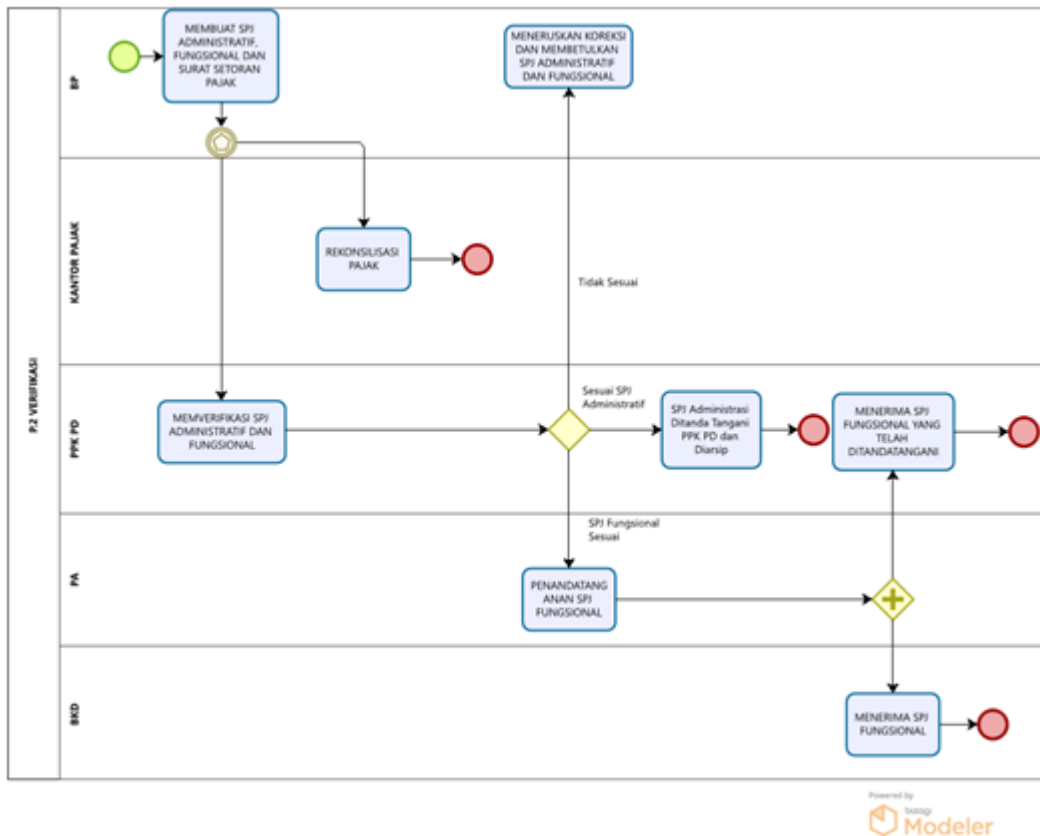 P.2 VERIFIKASI
BP
MEMBUAT SPJ
ADMINISTRATIF,
FUNGSIONAL DAN
SURAT SETORAN
PAJAK
MENERUSKAN KOREKSI
DAN MEMBETULKAN
SPJ ADMINISTRATIF
DAN FUNGSIONAL
KANTOR PAJAK
REKONSILISASI
PAJAK
Tidak Sesuai
PPK PD
MEMVERIFIKASI SPJ
ADMINISTRATIF DAN
FUNGSIONAL
Sesuai SPJ
Administratif
SPJ Administrasi
Ditanda Tangani
PPK PD dan
Diarsip
MENERIMA SPJ
FUNGSIONAL YANG
TELAH
DITANDATANGANI
PA
SPJ Fungsional
Sesuai
PENANDATANG
ANAN SPJ
FUNGSIONAL
BKD
MENERIMA SPJ
FUNGSIONAL
Powered by
bizagi
Modeler